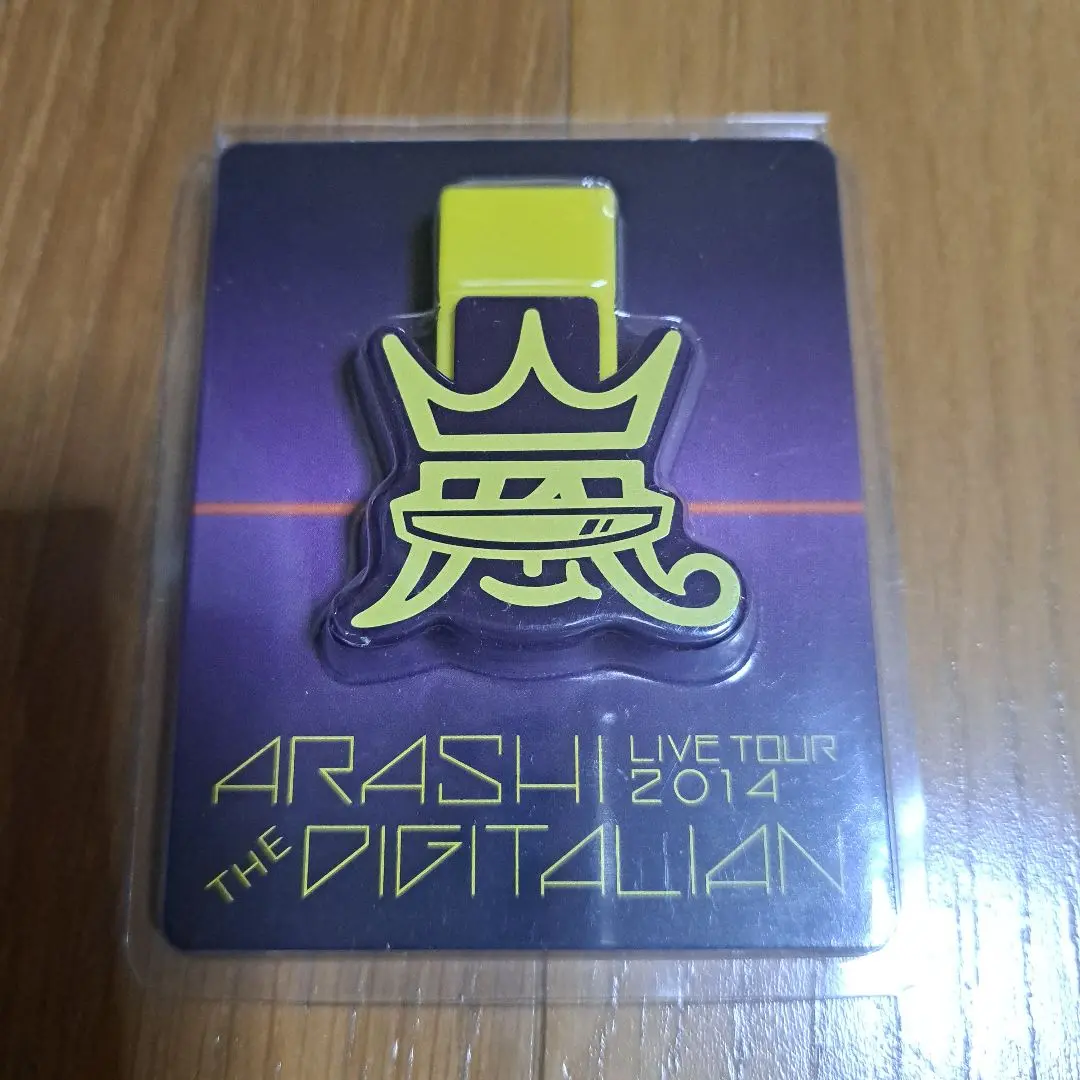 嵐
ARASHI LIVE TOUR
2014
THE DIGITALIAN